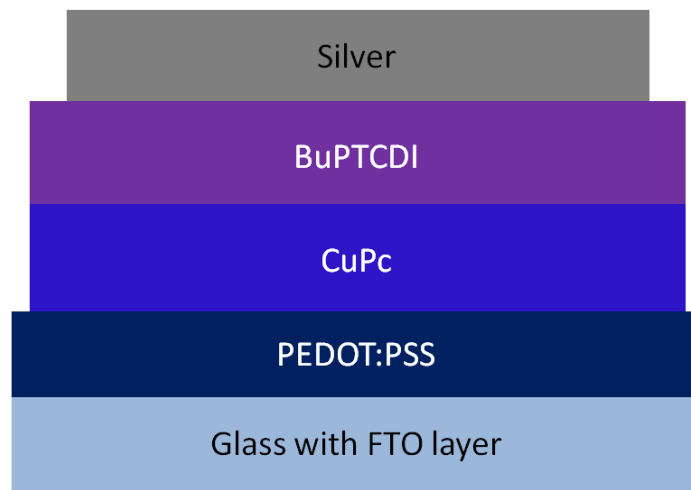 Silver
BuPTCDI
CuPc
PEDOT:PSS
Glass with FTO layer